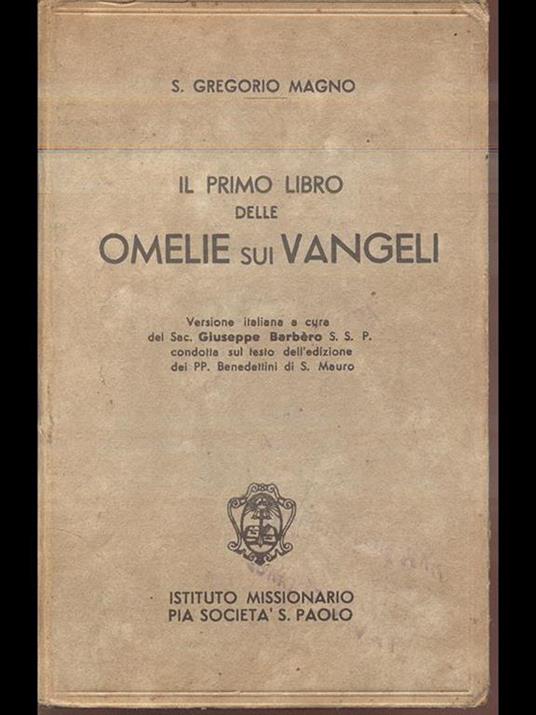 S. GREGORIO MAGNO
IL PRIMO LIBRO
DELLE
OMELIE SUI VANGELI
Versione italiana a cura
del Sac. Giuseppe Barbèro S. S. P.
condotta sul testo dell'edizione
dei PP. Benedettini di S. Mauro
ISTITUTO MISSIONARIO
PIA SOCIETA' S. PAOLO